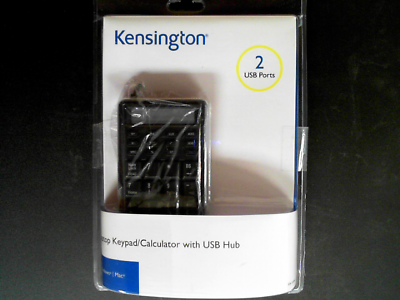 Kensington®
2
USB Ports
Keypad/Calculator with USB Hub